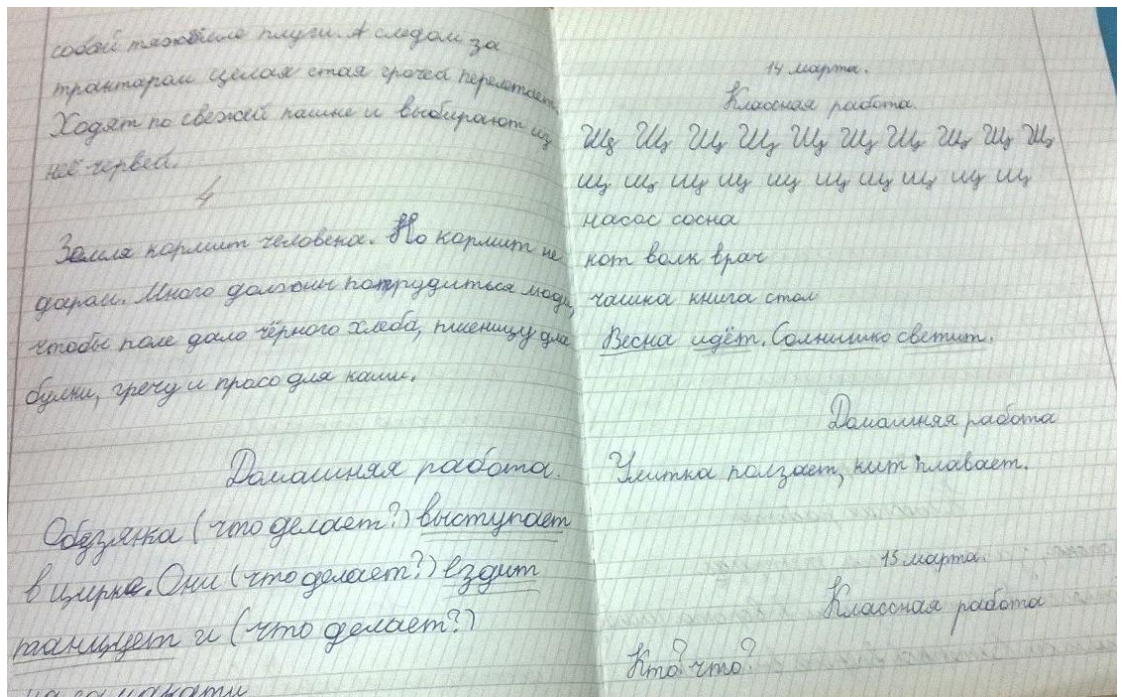 собой тяжёлые плуги. А следом за
трактаром целая стая грачей перелетает.
Ходят по свежей пашне и выбирают из
неё червей.
4
Земля кормит человека. Но кормит не
даром. Много должны потрудиться люди,
чтобы поле дало чёрного хлеба, пшеницу для
булки, гречу и просо для каши.
Домашняя работа.
Обезянка (что делает?) выступает
в цирке. Они (что делает?) ездит
танцует и (что делает?)
на самокате
14 марта.
Классная работа.
Щ Щ Щ Щ Щ Щ Щ Щ Щ Щ
щ щ щ щ щ щ щ щ щ щ
насос сосна
кот волк врач
чашка книга стол
Весна идёт. Солнышко светит.
Домашняя работа
Улитка ползает, кит плавает.
15 марта.
Классная работа
Кто? что?